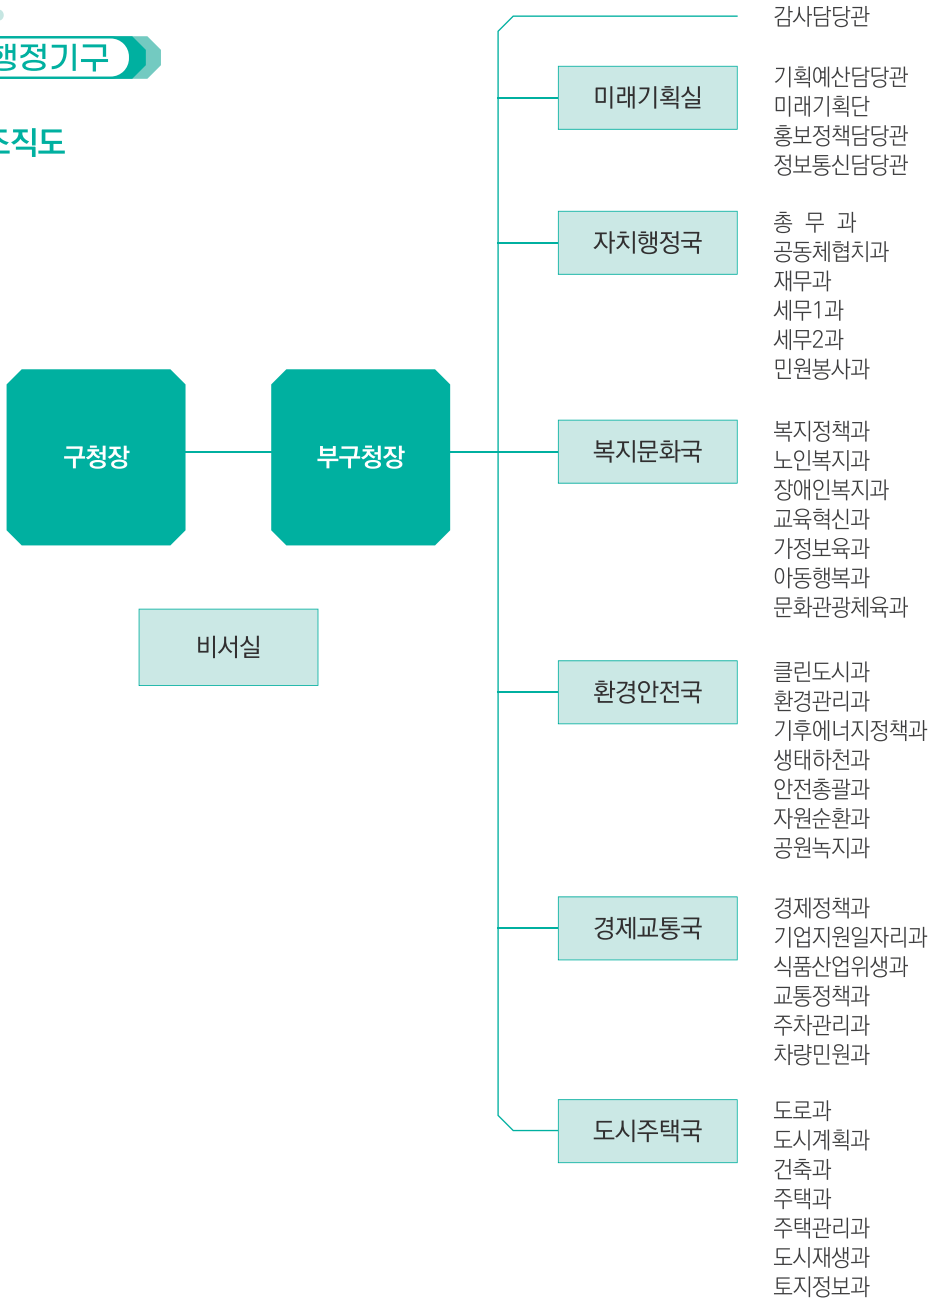 행정기구
조직도
구청장
부구청장
비서실
감사담당관
미래기획실
기획예산담당관
미래기획단
홍보정책담당관
정보통신담당관
자치행정국
총 무 과
공동체협치과
재무과
세무1과
세무2과
민원봉사과
복지문화국
복지정책과
노인복지과
장애인복지과
교육혁신과
가정보육과
아동행복과
문화관광체육과
환경안전국
클린도시과
환경관리과
기후에너지정책과
생태하천과
안전총괄과
자원순환과
공원녹지과
경제교통국
경제정책과
기업지원일자리과
식품산업위생과
교통정책과
주차관리과
차량민원과
도시주택국
도로과
도시계획과
건축과
주택과
주택관리과
도시재생과
토지정보과